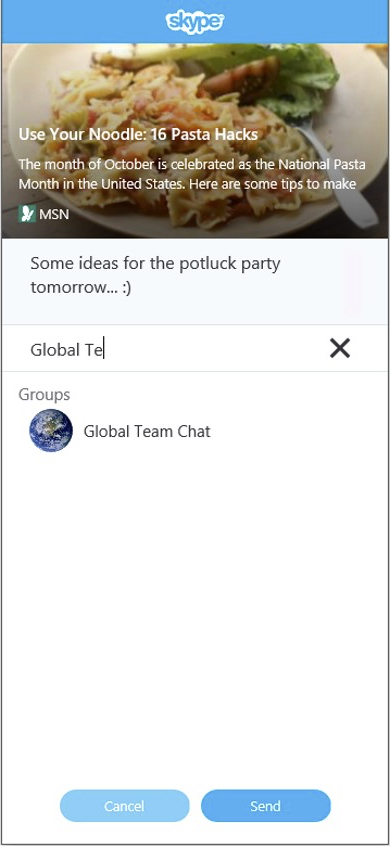 skype
Use Your Noodle: 16 Pasta Hacks
The month of October is celebrated as the National Pasta
Month in the United States. Here are some tips to make
MSN
Some ideas for the potluck party
tomorrow... :)
Global Te
Groups
Global Team Chat
Cancel
Send